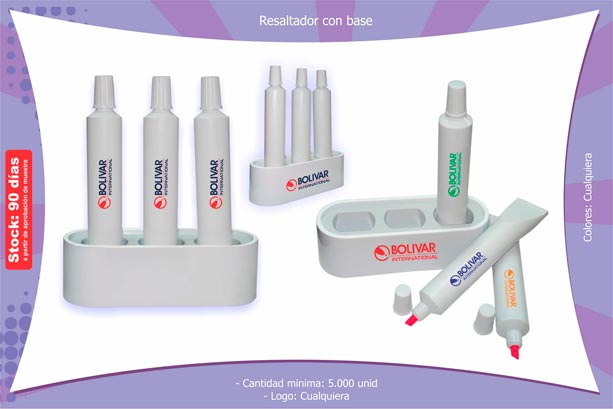 Resaltador con base
Stock: 90 días
a partir de aprobación de muestra
BOLIVAR
INTERNATIONAL
BOLIVAR
INTERNATIONAL
BOLIVAR
INTERNATIONAL
BOLIVAR
INTERNATIONAL
BOLIVAR
INTERNATIONAL
BOLIVAR
INTERNATIONAL
BOLIVAR
INTERNATIONAL
BOLIVAR
INTERNATIONAL
Colores: Cualquiera
- Cantidad minima: 5.000 unid
- Logo: Cualquiera